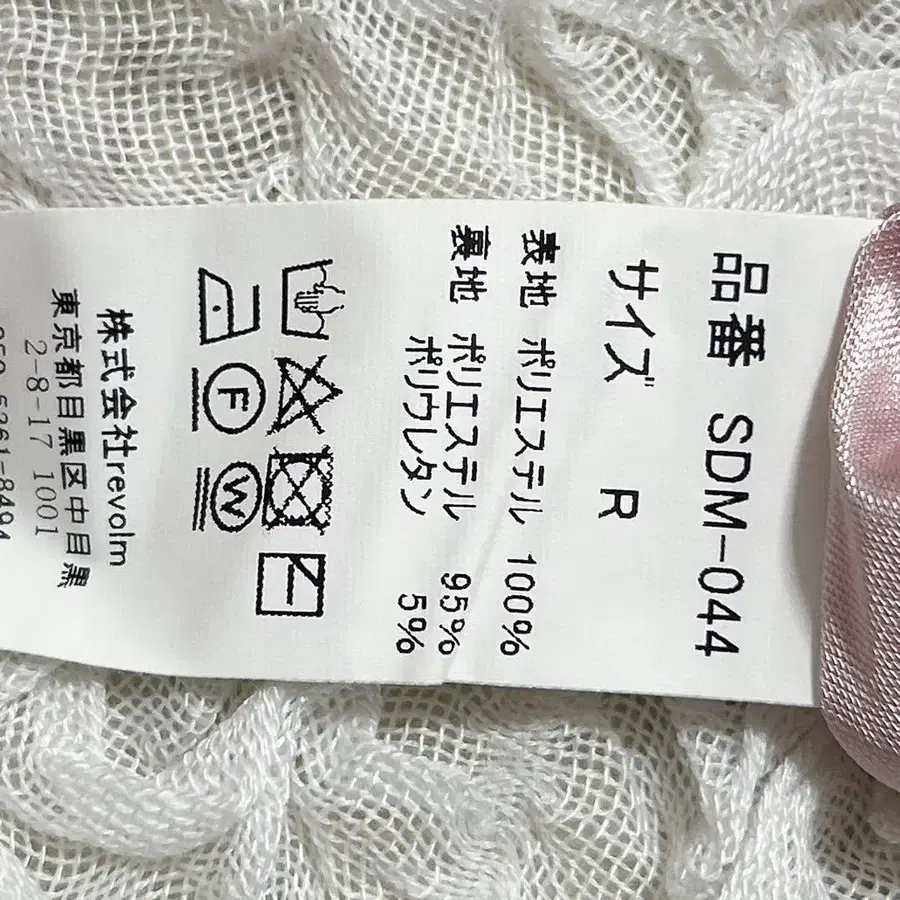 品番 SDM-044
サイズ R
表地 ポリエステル 100%
裏地 ポリエステル 95%
ポリウレタン 5%
F W
株式会社revolm
東京都目黒区中目黒
2-8-17 1001